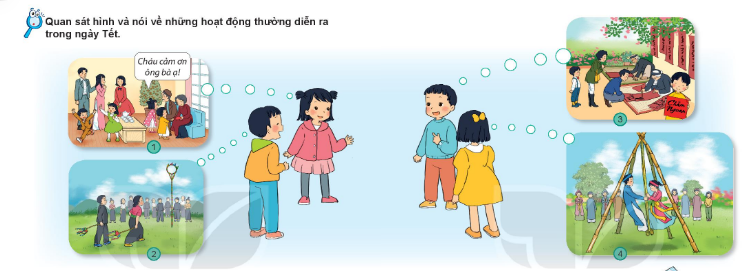 Quan sát hình và nói về những hoạt động thường diễn ra
trong ngày Tết.
Cháu cảm ơn
ông bà ạ!
1
2
3
4